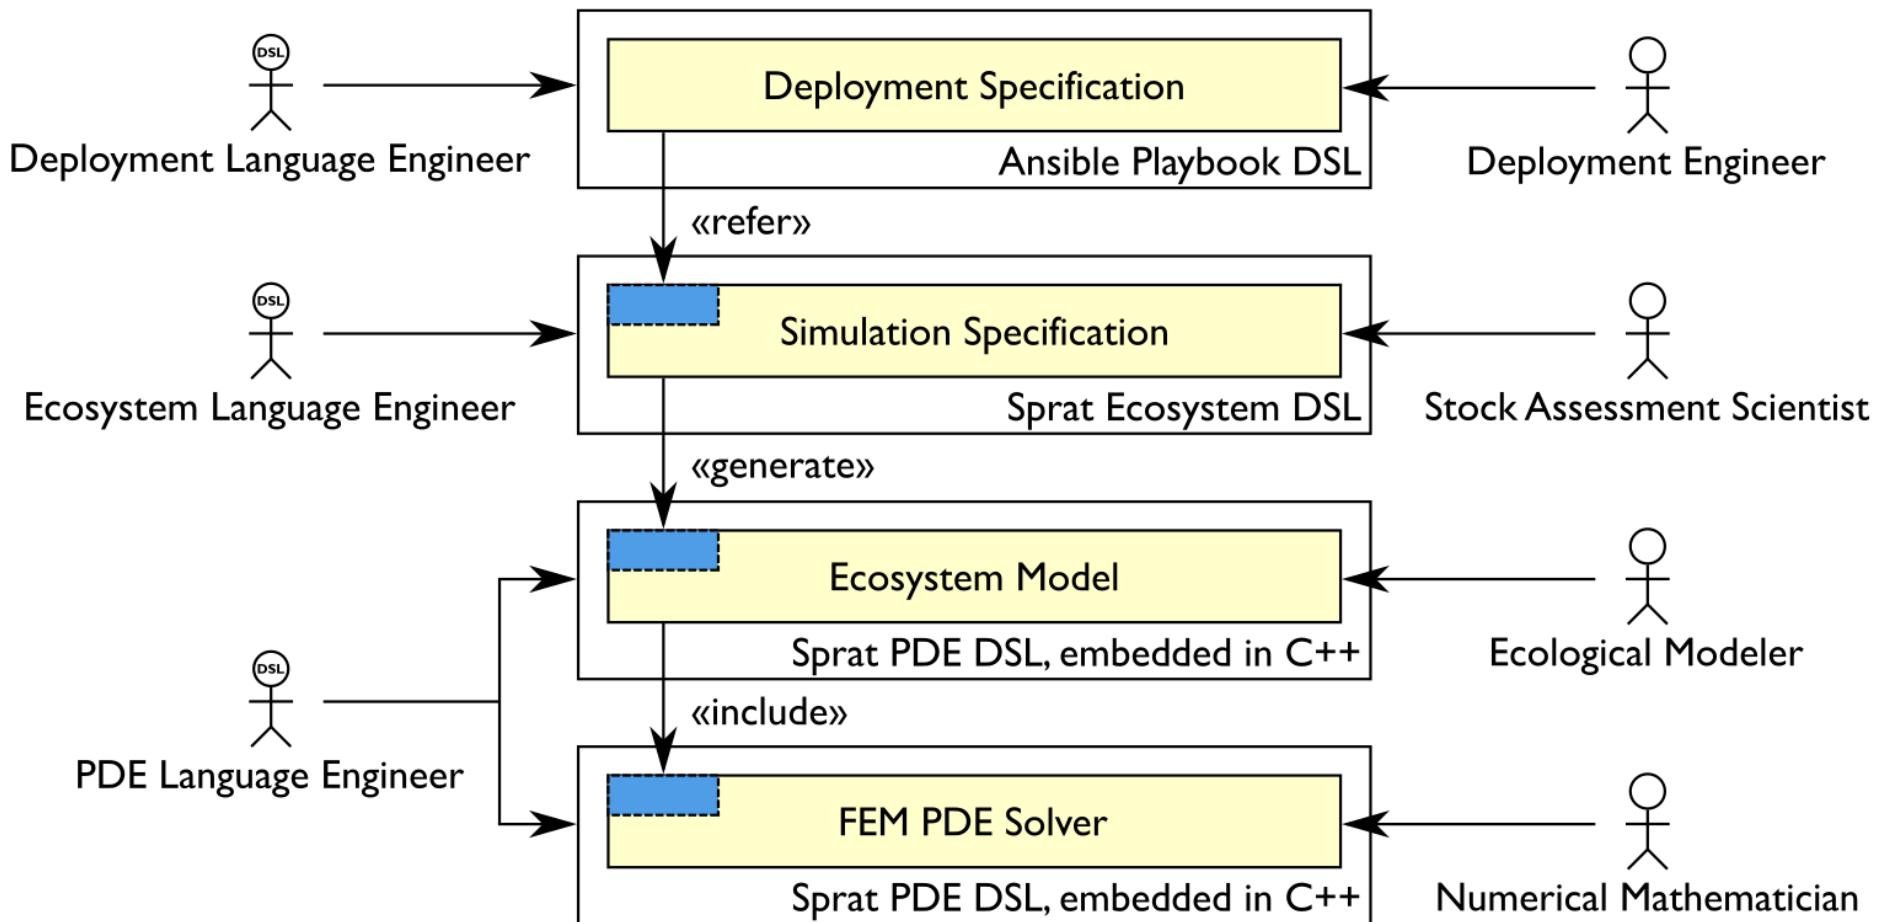 DSL
Deployment Language Engineer
Deployment Specification
Ansible Playbook DSL
Deployment Engineer
«refer»
DSL
Ecosystem Language Engineer
Simulation Specification
Sprat Ecosystem DSL
Stock Assessment Scientist
«generate»
Ecosystem Model
Sprat PDE DSL, embedded in C++
Ecological Modeler
DSL
PDE Language Engineer
«include»
FEM PDE Solver
Sprat PDE DSL, embedded in C++
Numerical Mathematician